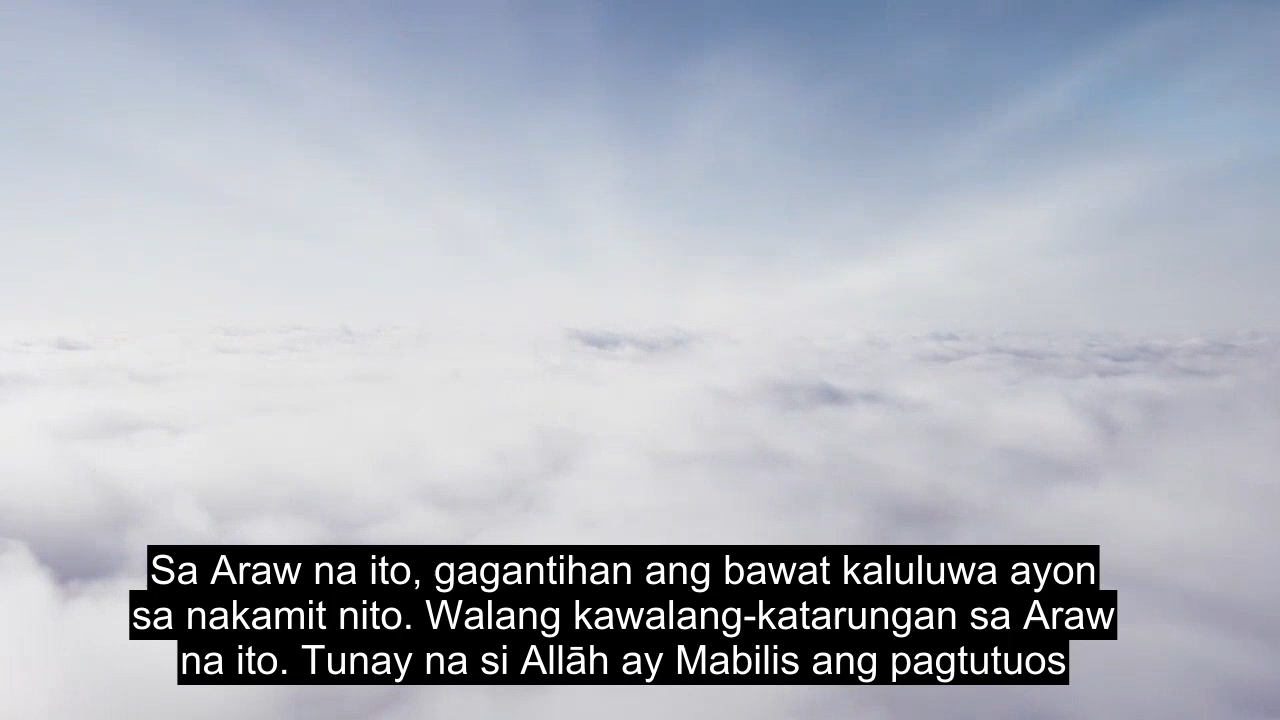 Sa Araw na ito, gagantihan ang bawat kaluluwa ayon
sa nakamit nito. Walang kawalang-katarungan sa Araw
na ito. Tunay na si Allāh ay Mabilis ang pagtutuos